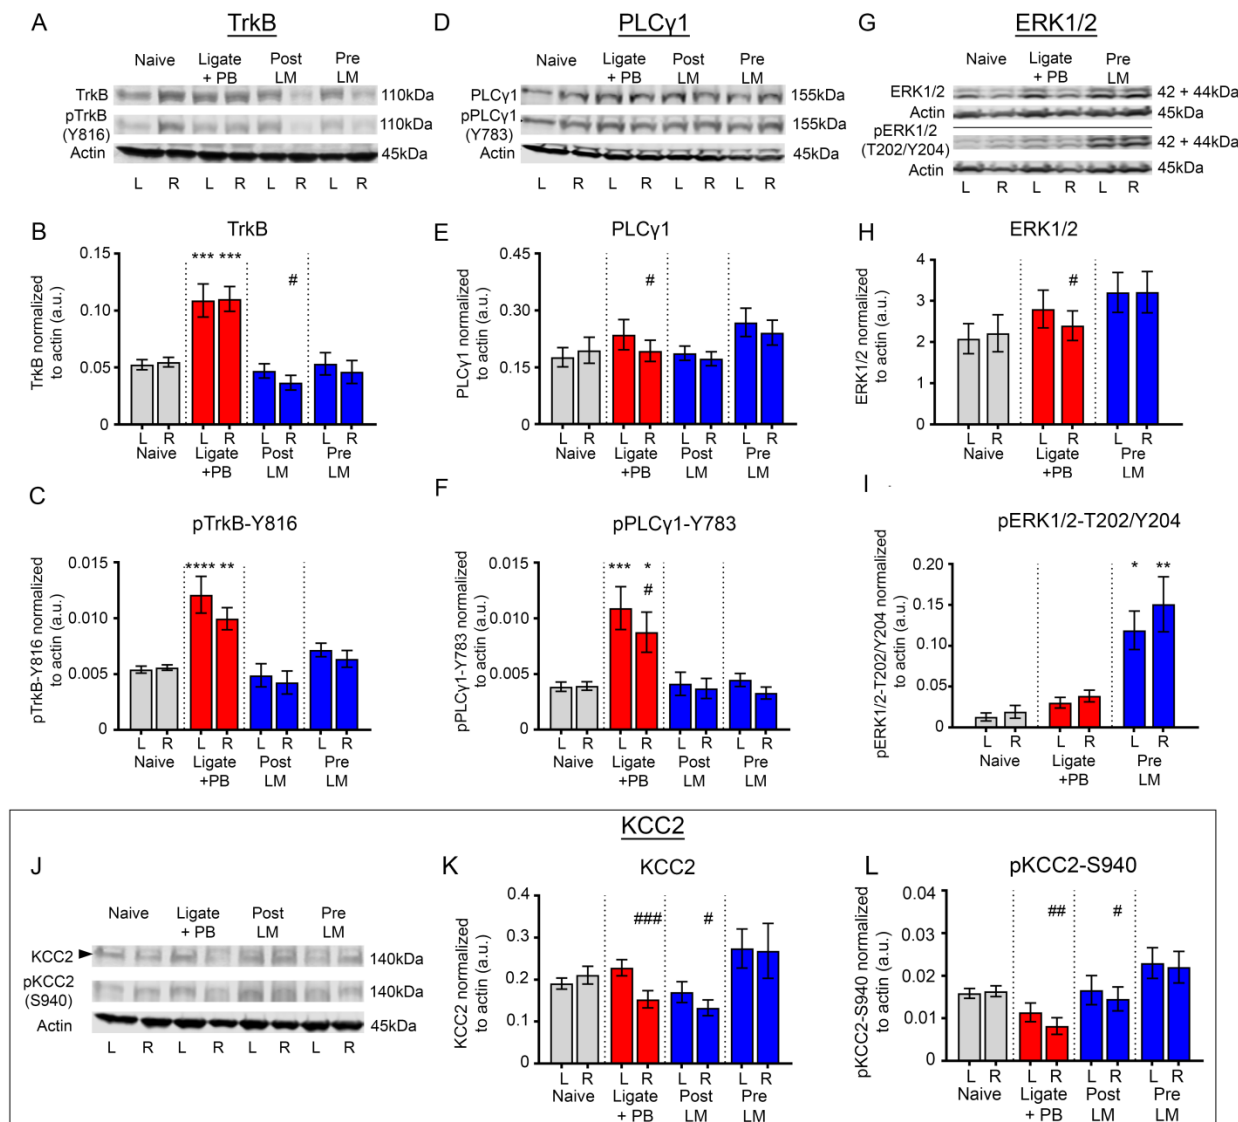 A
TrkB
Naive
Ligate
+ PB
Post
LM
Pre
LM
TrkB
110kDa
pTrkB
(Y816)
110kDa
Actin
45kDa
L R L R L R L R
D
PLCγ1
Naive
Ligate
+ PB
Post
LM
Pre
LM
PLCγ1
155kDa
pPLCγ1
(Y783)
155kDa
Actin
45kDa
L R L R L R L R
G
ERK1/2
Naive
Ligate
+ PB
Pre
LM
ERK1/2
42 + 44kDa
Actin
45kDa
pERK1/2
(T202/Y204)
42 + 44kDa
Actin
45kDa
L R L R L R
B
TrkB
TrkB normalized
to actin (a.u.)
0.15
0.10
0.05
0
*** ***
#
L R L R L R L R
Naive
Ligate
+PB
Post
LM
Pre
LM
E
PLCγ1
PLCγ1 normalized
to actin (a.u.)
0.45
0.30
0.15
0
#
L R L R L R L R
Naive
Ligate
+PB
Post
LM
Pre
LM
H
ERK1/2
ERK1/2 normalized
to actin (a.u.)
4
3
2
1
0
#
L R L R L R
Naive
Ligate
+PB
Pre
LM
C
pTrkB-Y816
pTrkB-Y816 normalized
to actin (a.u.)
0.015
0.010
0.005
0
**** **
L R L R L R L R
Naive
Ligate
+PB
Post
LM
Pre
LM
F
pPLCγ1-Y783
pPLCγ1-Y783 normalized
to actin (a.u.)
0.015
0.010
0.005
0
*** *
#
L R L R L R L R
Naive
Ligate
+PB
Post
LM
Pre
LM
I
pERK1/2-T202/Y204
pERK1/2-T202/Y204 normalized
to actin (a.u.)
0.20
0.15
0.10
0.05
0
* **
L R L R L R
Naive
Ligate
+PB
Pre
LM
KCC2
J
Naive
Ligate
+ PB
Post
LM
Pre
LM
KCC2
140kDa
pKCC2
(S940)
140kDa
Actin
45kDa
L R L R L R L R
K
KCC2
KCC2 normalized
to actin (a.u.)
0.4
0.3
0.2
0.1
0
###
#
L R L R L R L R
Naive
Ligate
+ PB
Post
LM
Pre
LM
L
pKCC2-S940
pKCC2-S940 normalized
to actin (a.u.)
0.04
0.03
0.02
0.01
0
##
#
L R L R L R L R
Naive
Ligate
+ PB
Post
LM
Pre
LM